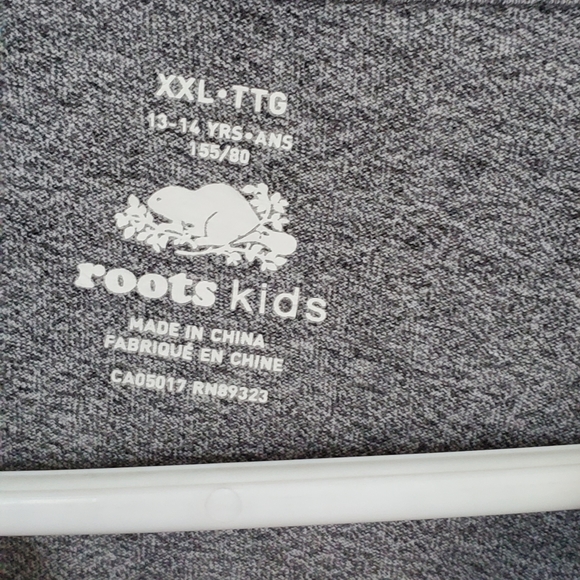 XXL•TTG
13-14 YRS•ANS
155/80
roots kids
MADE IN CHINA
FABRIQUÉ EN CHINE
CA05017 RN89323